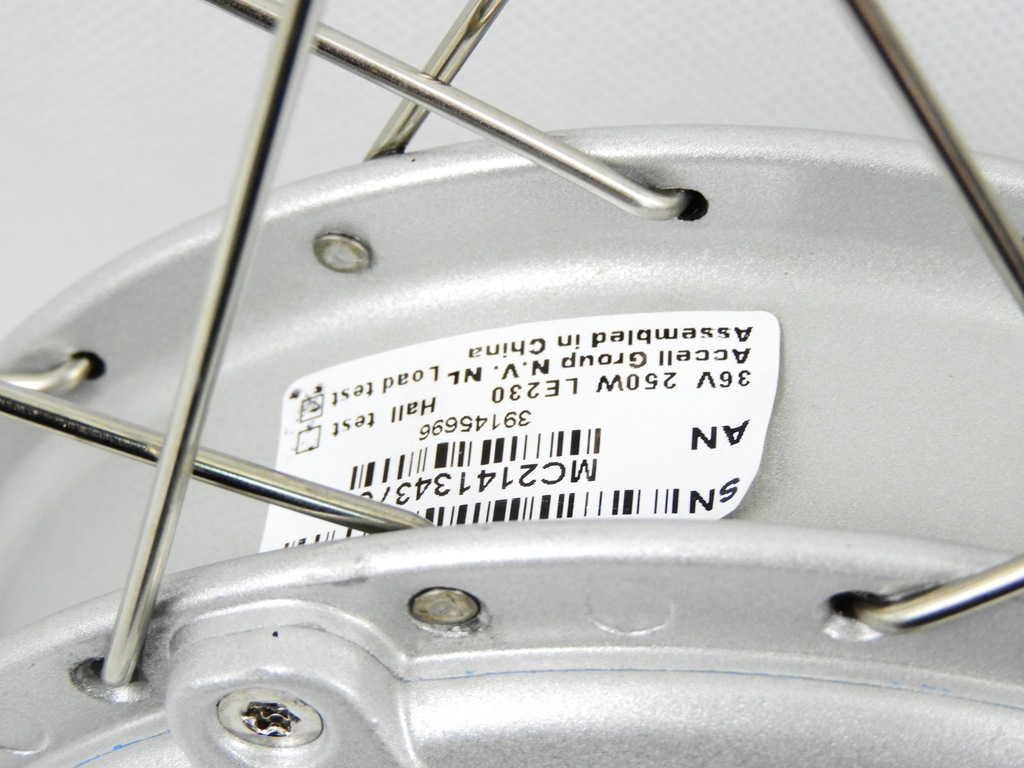 SN
MC21413437
AN
39145696
36V 250W LE230
Accell Group N.V. NL
Assembled in China
Hall test
Load test